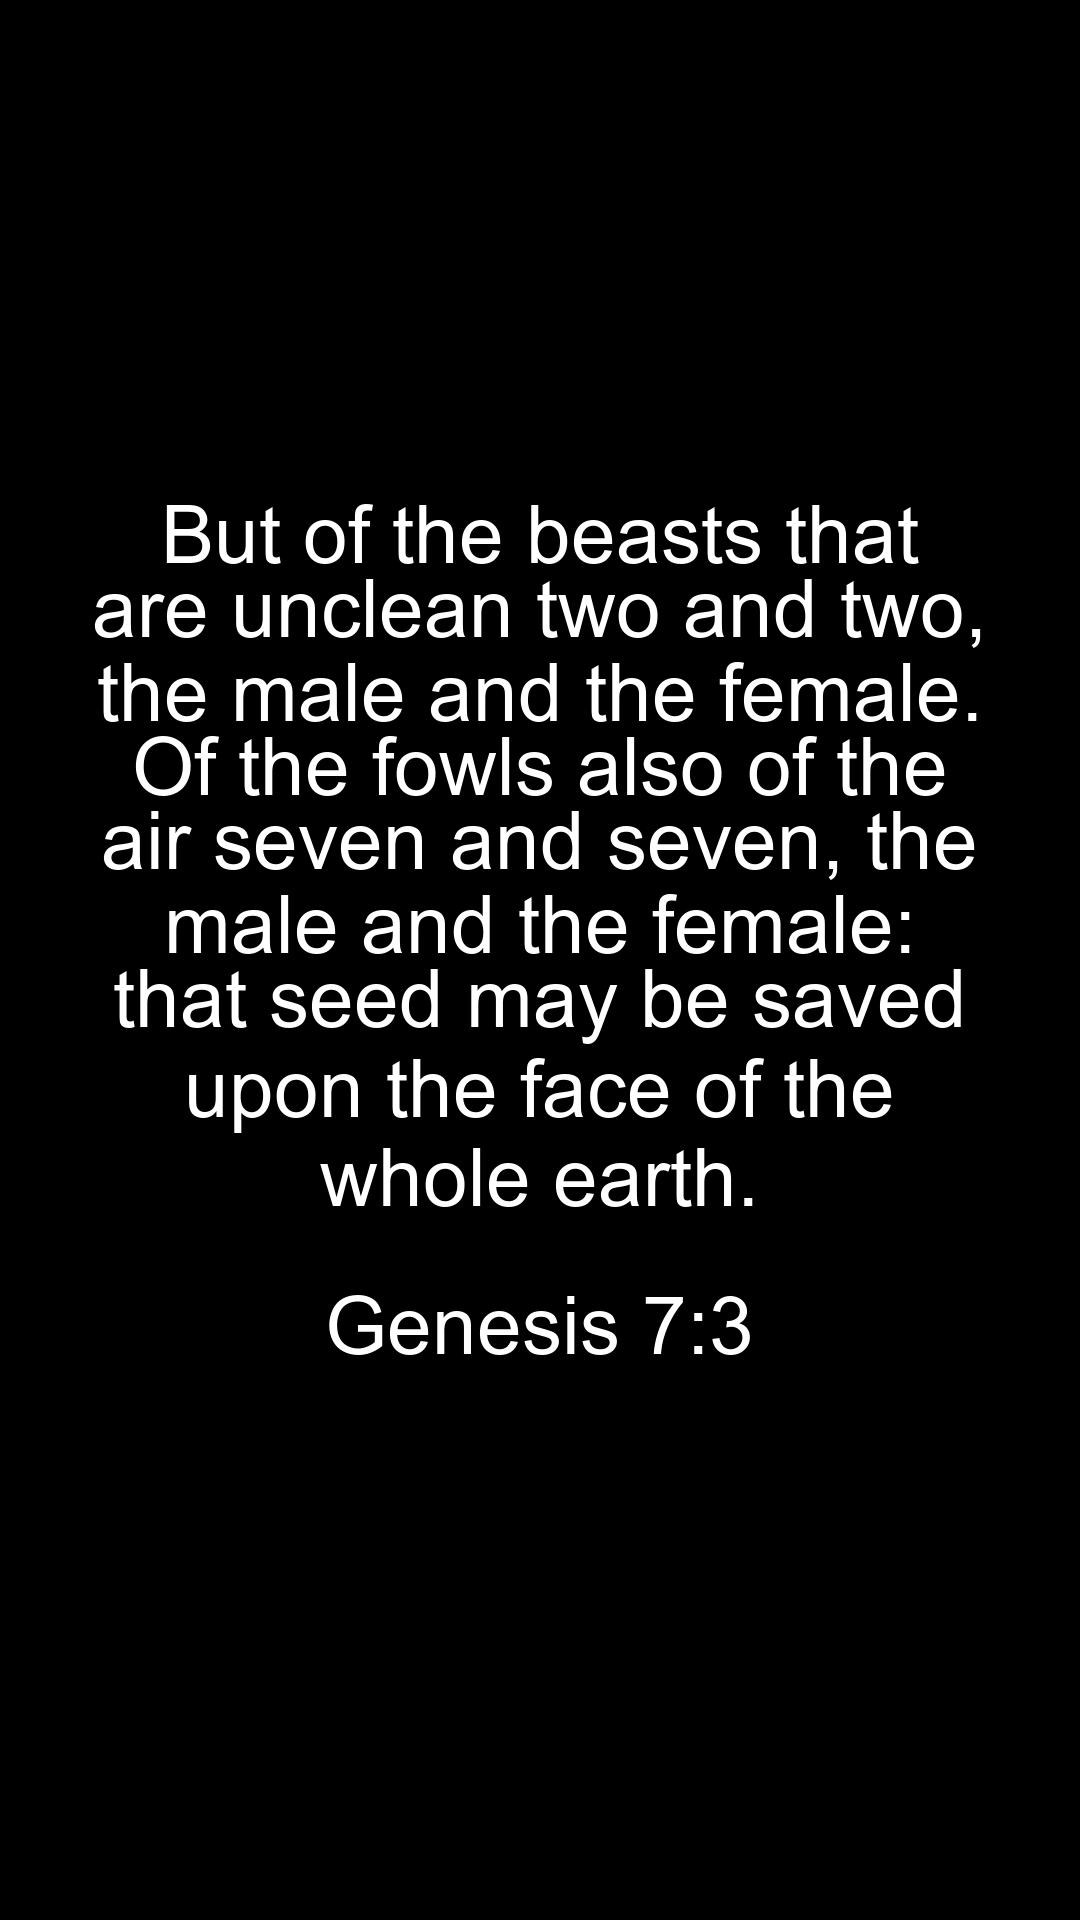 But of the beasts that
are unclean two and two,
the male and the female.
Of the fowls also of the
air seven and seven, the
male and the female:
that seed may be saved
upon the face of the
whole earth.
Genesis 7:3